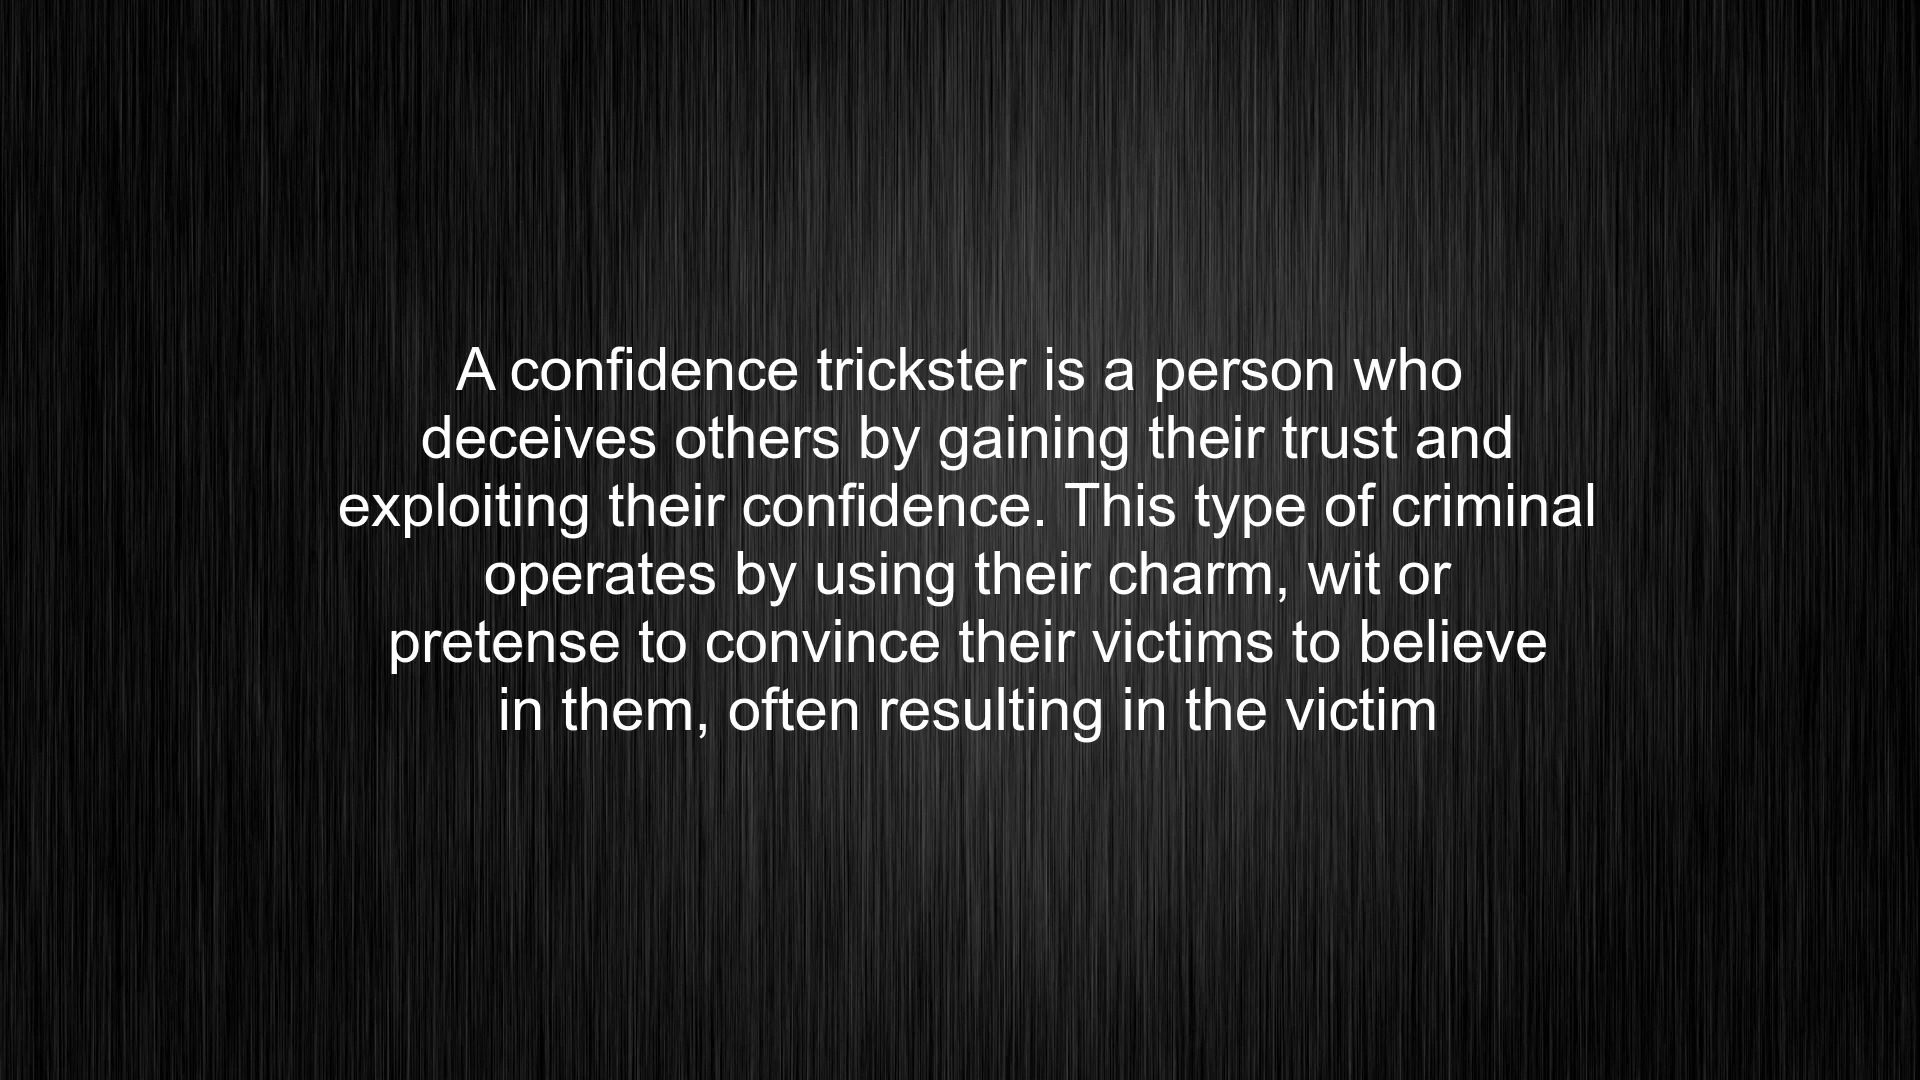 A confidence trickster is a person who
deceives others by gaining their trust and
exploiting their confidence. This type of criminal
operates by using their charm, wit or
pretense to convince their victims to believe
in them, often resulting in the victim